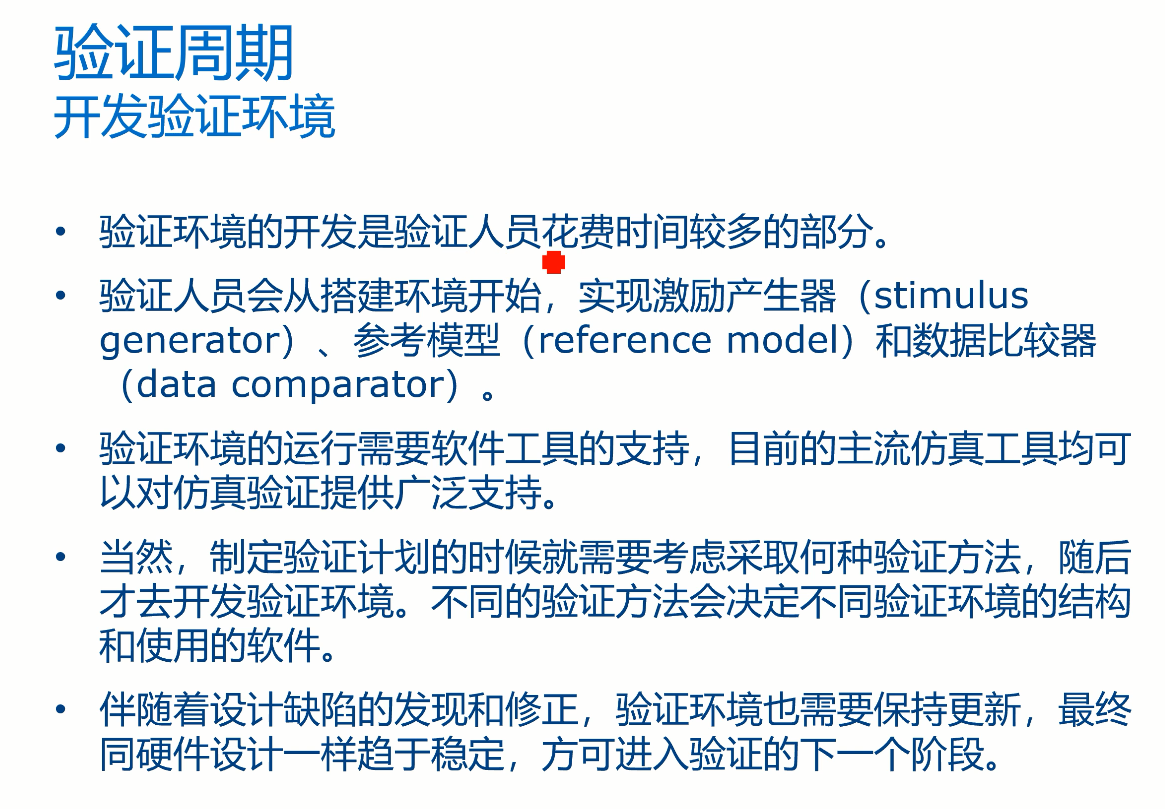 验证周期
开发验证环境
• 验证环境的开发是验证人员花费时间较多的部分。
• 验证人员会从搭建环境开始，实现激励产生器（stimulus
generator）、参考模型（reference model）和数据比较器
（data comparator）。
• 验证环境的运行需要软件工具的支持，目前的主流仿真工具均可
以对仿真验证提供广泛支持。
• 当然，制定验证计划的时候就需要考虑采取何种验证方法，随后
才去开发验证环境。不同的验证方法会决定不同验证环境的结构
和使用的软件。
• 伴随着设计缺陷的发现和修正，验证环境也需要保持更新，最终
同硬件设计一样趋于稳定，方可进入验证的下一个阶段。